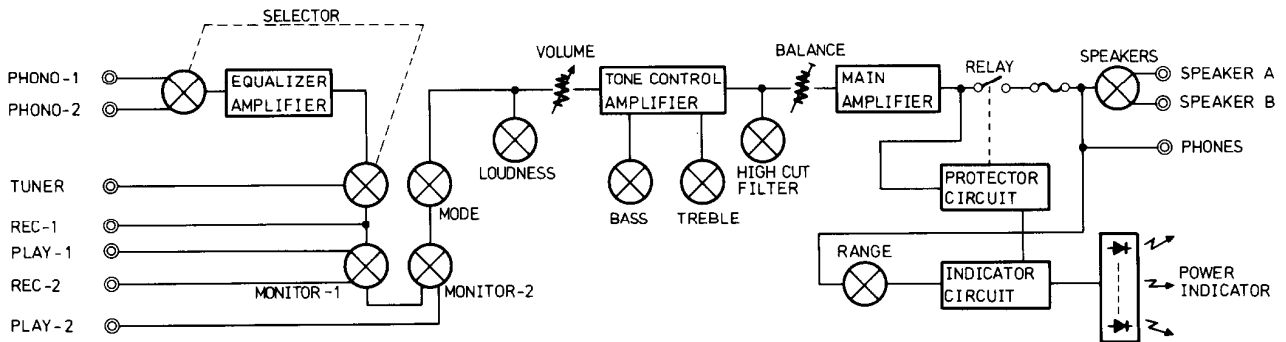 SELECTOR
PHONO-1
PHONO-2
EQUALIZER
AMPLIFIER
TUNER
REC-1
PLAY-1
REC-2
PLAY-2
MONITOR-1
MODE
MONITOR-2
LOUDNESS
VOLUME
TONE CONTROL
AMPLIFIER
BASS
TREBLE
HIGH CUT
FILTER
BALANCE
MAIN
AMPLIFIER
RELAY
SPEAKERS
SPEAKER A
SPEAKER B
PHONES
PROTECTOR
CIRCUIT
RANGE
INDICATOR
CIRCUIT
POWER
INDICATOR